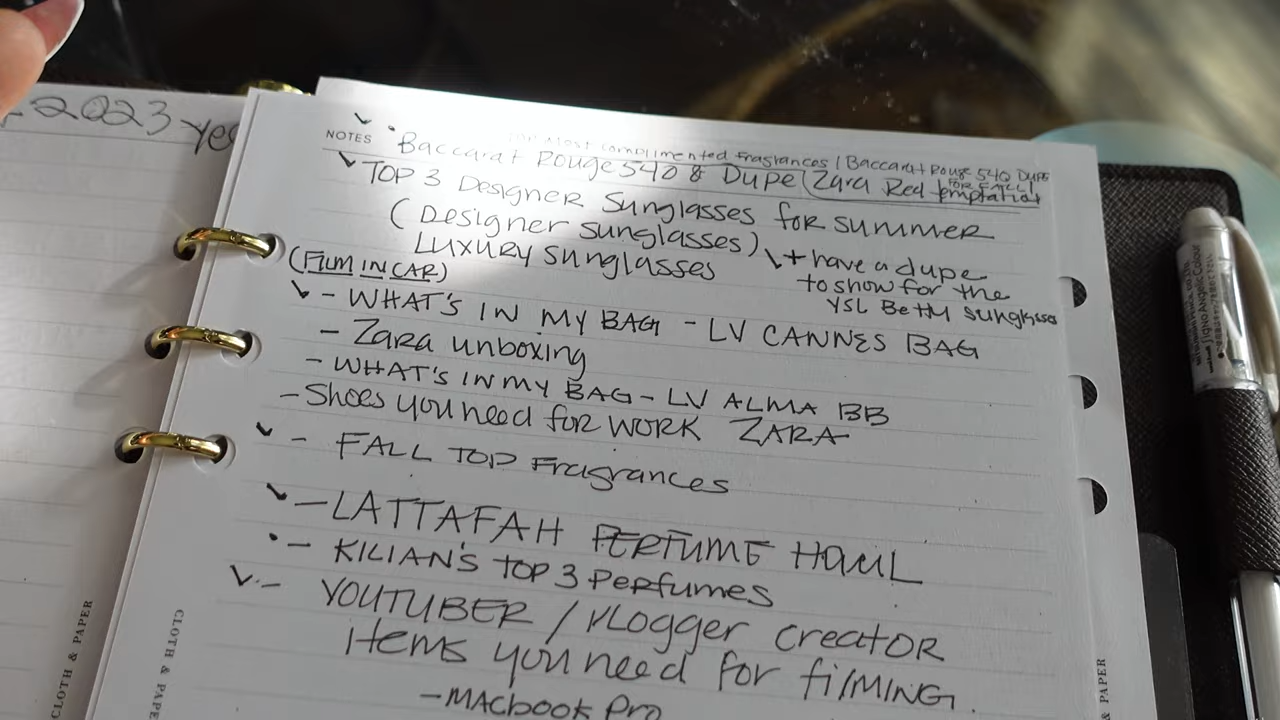 2023 ye
NOTES
Top Most Complimented Fragrances / Baccarat Rouge 540 Dupe
FOR FALL!
Baccarat Rouge 540 & Dupe (Zara Red Temptation
TOP 3 Designer Sunglasses for summer
(Designer sunglasses)
Luxury sunglasses
+ have a dupe
to show for the
YSL Betty sunglasses
(FILM IN CAR)
- WHAT'S IN MY BAG - LV CANNES BAG
- Zara unboxing
- WHAT'S IN MY BAG - LV ALMA BB
- Shoes you need for WORK ZARA
- FALL TOP Fragrances
- LATTAFAH PERFUME HAUL
- KILIAN'S TOP 3 Perfumes
- YOUTUBER / Vlogger creator
Items you need for filming.
- Macbook Pro
CLOTH & PAPER
CLOTH & PAPE
& PAPER